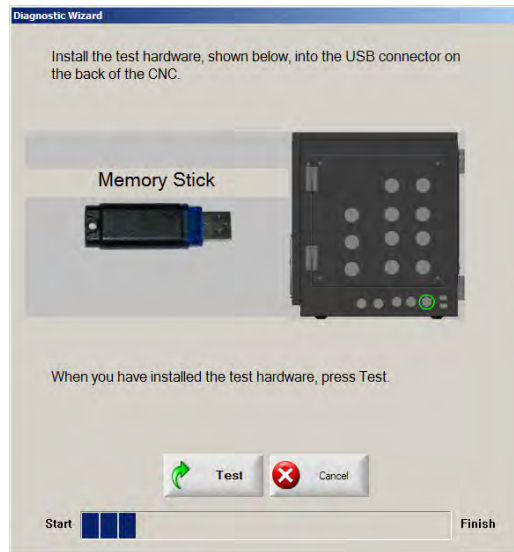 Diagnostic Wizard
Install the test hardware, shown below, into the USB connector on
the back of the CNC.
Memory Stick
When you have installed the test hardware, press Test.
Test
Cancel
Start
Finish